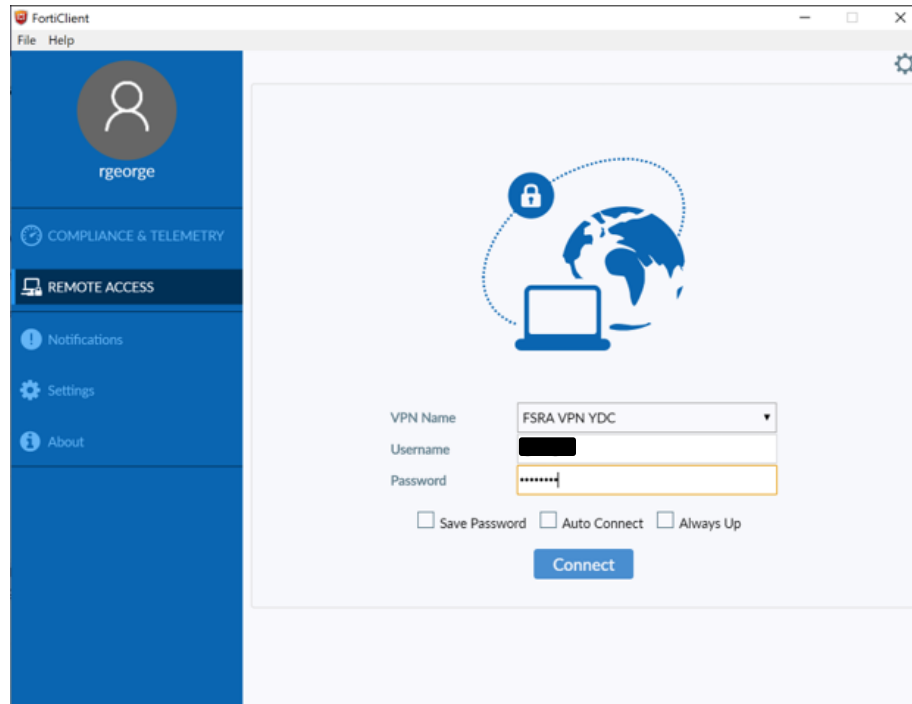 FortiClient
File Help
rgeorge
COMPLIANCE & TELEMETRY
REMOTE ACCESS
Notifications
Settings
About
VPN Name FSRA VPN YDC
Username
Password ••••••••
Save Password Auto Connect Always Up
Connect